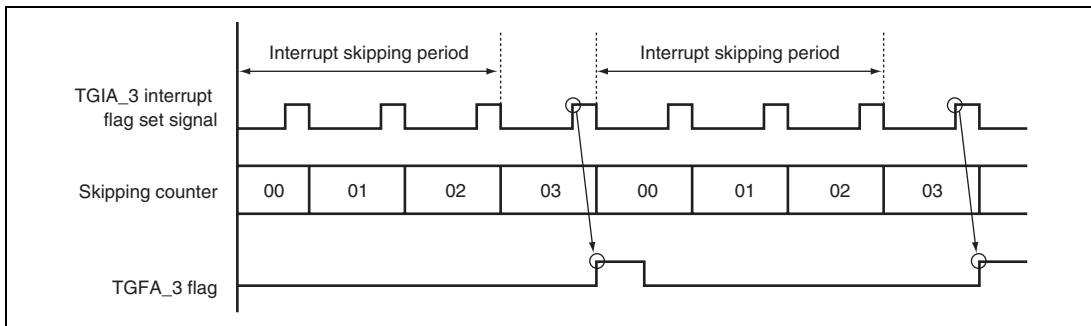 Interrupt skipping period Interrupt skipping period
TGIA_3 interrupt
flag set signal
Skipping counter 00 01 02 03 00 01 02 03
TGFA_3 flag